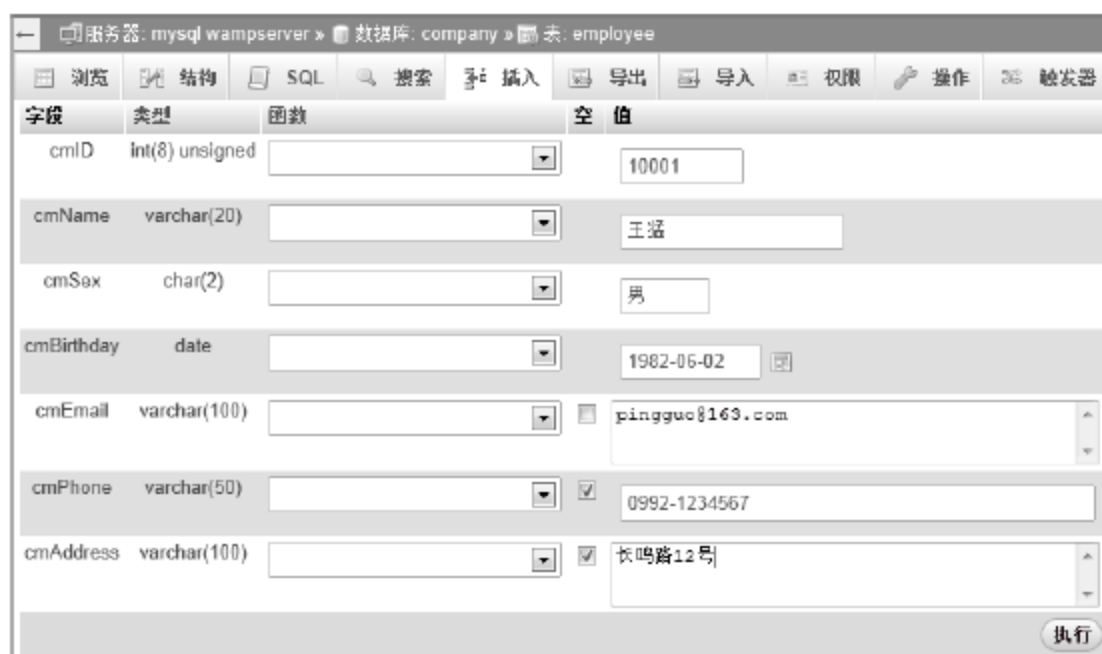 ← 服务器: mysql wampserver » 数据库: company » 表: employee
浏览 结构 SQL 搜索 插入 导出 导入 权限 操作 触发器
字段 类型 函数 空 值
cmID int(8) unsigned 10001
cmName varchar(20) 王猛
cmSex char(2) 男
cmBirthday date 1982-06-02
cmEmail varchar(100) pingguo@163.com
cmPhone varchar(50) 0992-1234567
cmAddress varchar(100) 长鸣路12号
执行